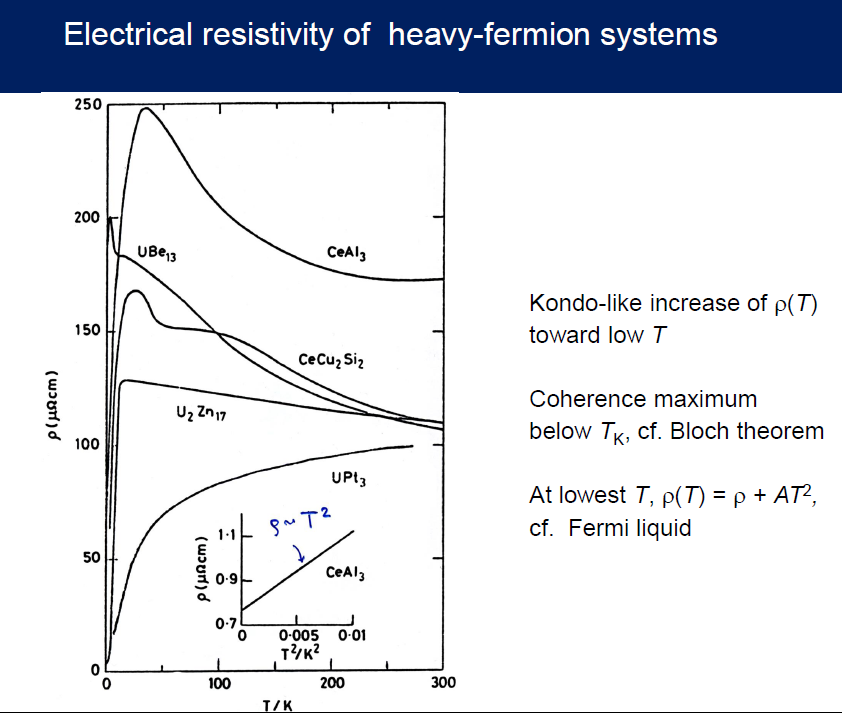 Electrical resistivity of heavy-fermion systems
250
200
150
100
50
0
ρ(μΩcm)
UBe₁₃
CeAl₃
CeCu₂Si₂
U₂Zn₁₇
UPt₃
1·1
0·9
0·7
ρ(μΩcm)
ρ~T²
CeAl₃
0 0·005 0·01
T²/K²
0 100 200 300
T/K
Kondo-like increase of ρ(T)
toward low T
Coherence maximum
below Tₖ, cf. Bloch theorem
At lowest T, ρ(T) = ρ + AT²,
cf. Fermi liquid